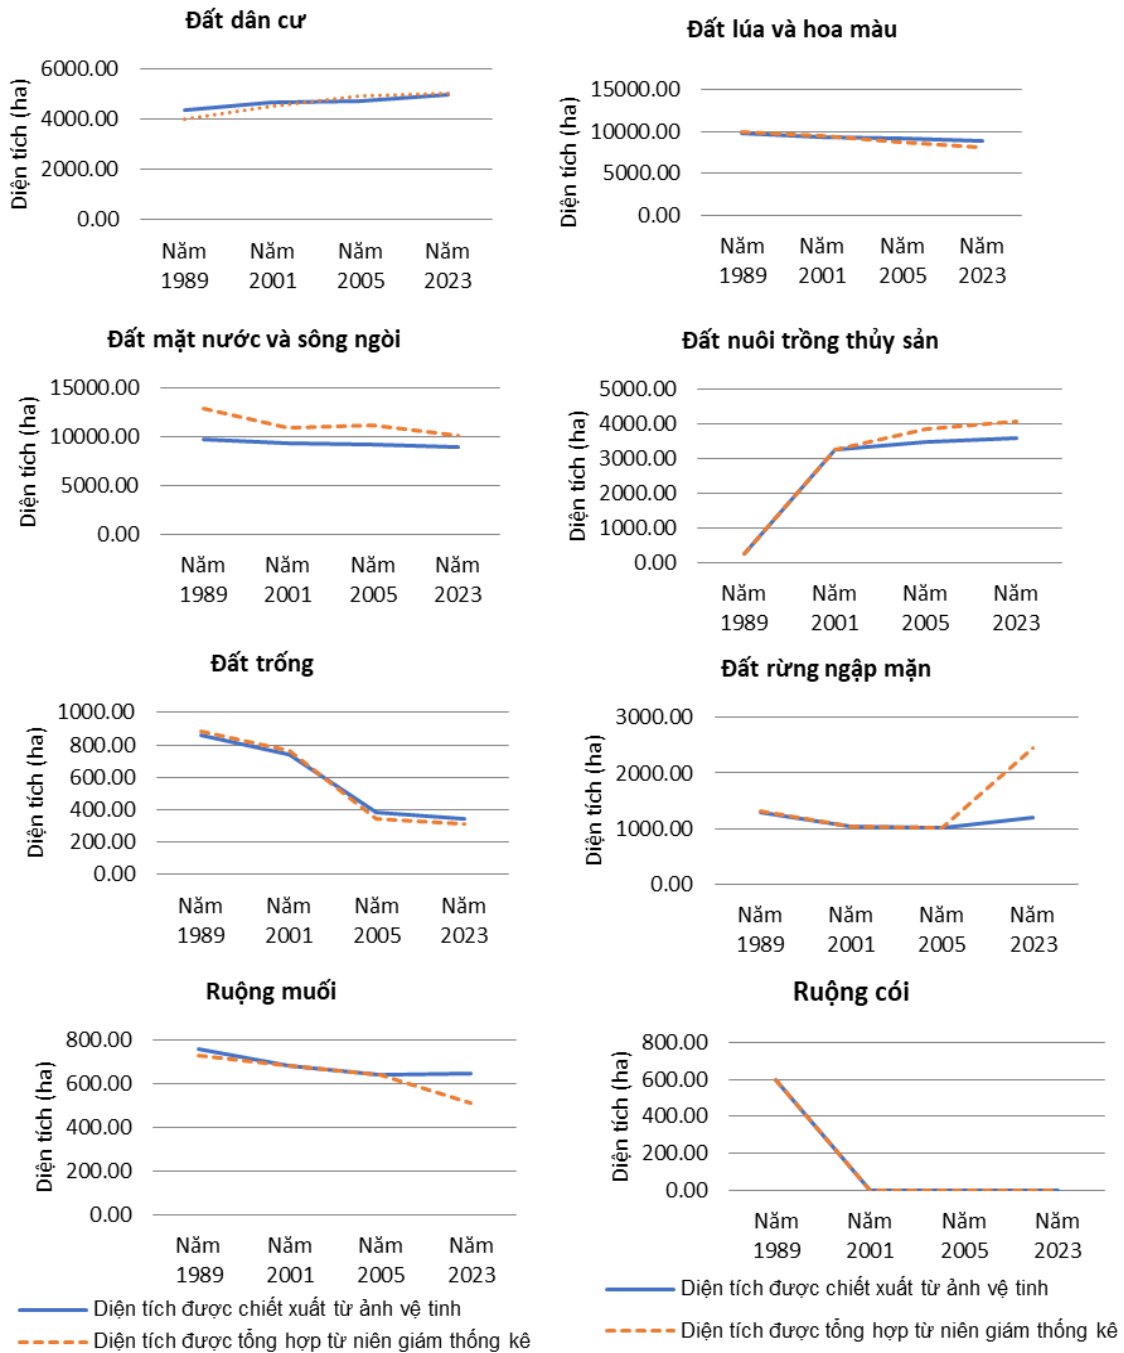 Đất dân cư
Diện tích (ha)
6000.00
4000.00
2000.00
0.00
Năm 1989
Năm 2001
Năm 2005
Năm 2023
Đất lúa và hoa màu
Diện tích (ha)
15000.00
10000.00
5000.00
0.00
Năm 1989
Năm 2001
Năm 2005
Năm 2023
Đất mặt nước và sông ngòi
Diện tích (ha)
15000.00
10000.00
5000.00
0.00
Năm 1989
Năm 2001
Năm 2005
Năm 2023
Đất nuôi trồng thủy sản
Diện tích (ha)
5000.00
4000.00
3000.00
2000.00
1000.00
0.00
Năm 1989
Năm 2001
Năm 2005
Năm 2023
Đất trống
Diện tích (ha)
1000.00
800.00
600.00
400.00
200.00
0.00
Năm 1989
Năm 2001
Năm 2005
Năm 2023
Đất rừng ngập mặn
Diện tích (ha)
3000.00
2000.00
1000.00
0.00
Năm 1989
Năm 2001
Năm 2005
Năm 2023
Ruộng muối
Diện tích (ha)
800.00
600.00
400.00
200.00
0.00
Năm 1989
Năm 2001
Năm 2005
Năm 2023
Diện tích được chiết xuất từ ảnh vệ tinh
Diện tích được tổng hợp từ niên giám thống kê
Ruộng cói
Diện tích (ha)
800.00
600.00
400.00
200.00
0.00
Năm 1989
Năm 2001
Năm 2005
Năm 2023
Diện tích được chiết xuất từ ảnh vệ tinh
Diện tích được tổng hợp từ niên giám thống kê